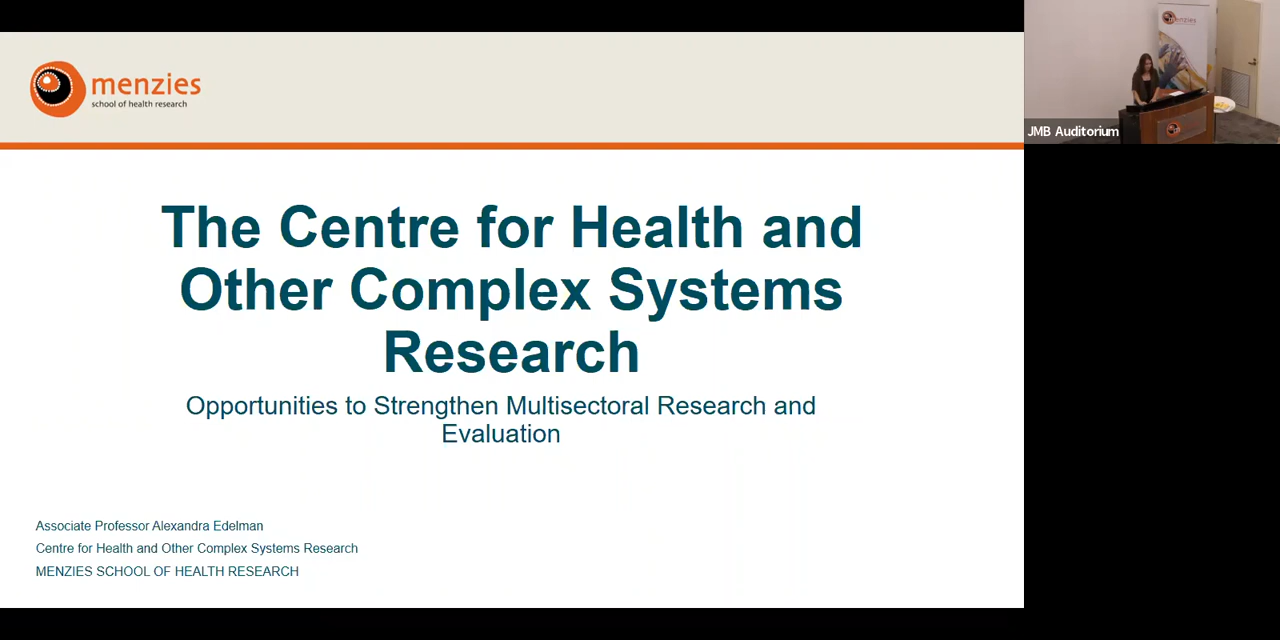 menzies
school of health research
menzies
JMB Auditorium
The Centre for Health and
Other Complex Systems
Research
Opportunities to Strengthen Multisectoral Research and
Evaluation
Associate Professor Alexandra Edelman
Centre for Health and Other Complex Systems Research
MENZIES SCHOOL OF HEALTH RESEARCH